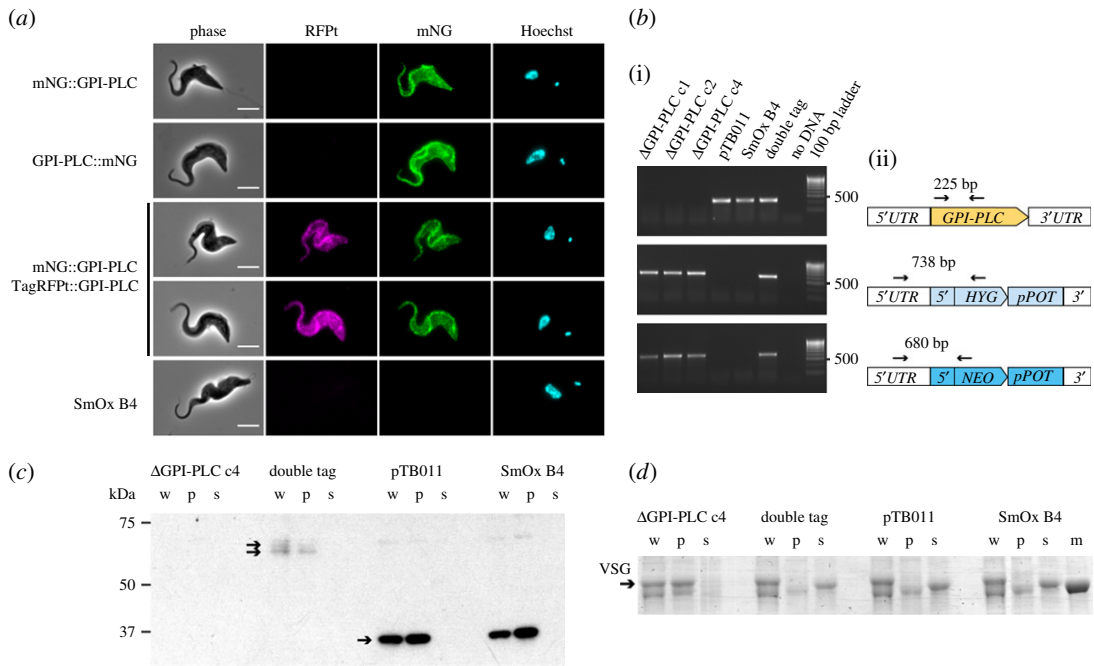 (a)
phase RFPt mNG Hoechst
mNG::GPI-PLC
GPI-PLC::mNG
mNG::GPI-PLC
TagRFPt::GPI-PLC
SmOx B4
(b)
(i)
ΔGPI-PLC c1
ΔGPI-PLC c2
ΔGPI-PLC c4
pTB011
SmOx B4
double tag
no DNA
100 bp ladder
500
500
500
(ii)
225 bp
5'UTR GPI-PLC 3'UTR
738 bp
5'UTR 5' HYG pPOT 3'
680 bp
5'UTR 5' NEO pPOT 3'
(c)
ΔGPI-PLC c4 double tag pTB011 SmOx B4
kDa w p s w p s w p s w p s
75
50
37
(d)
ΔGPI-PLC c4 double tag pTB011 SmOx B4
w p s w p s w p s w p s m
VSG